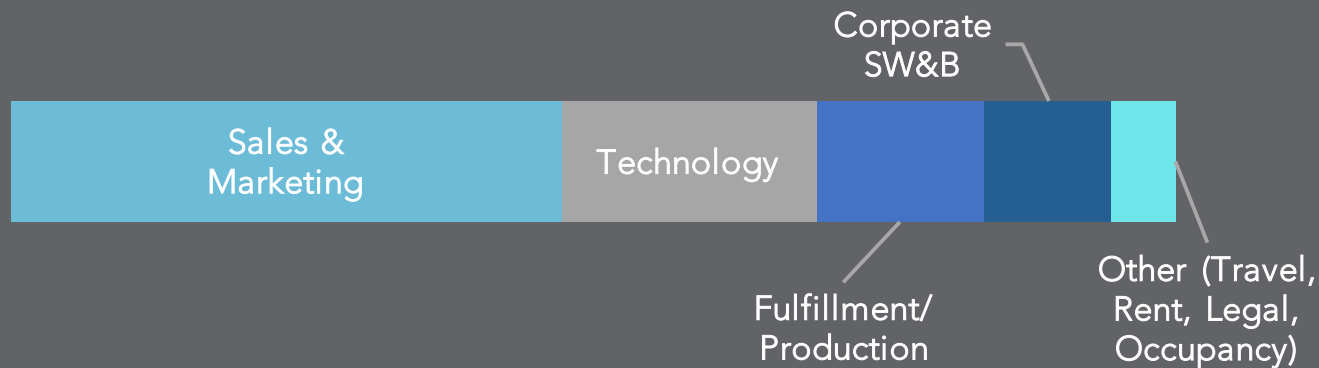 Corporate
SW&B
Sales &
Marketing
Technology
Fulfillment/
Production
Other (Travel,
Rent, Legal,
Occupancy)